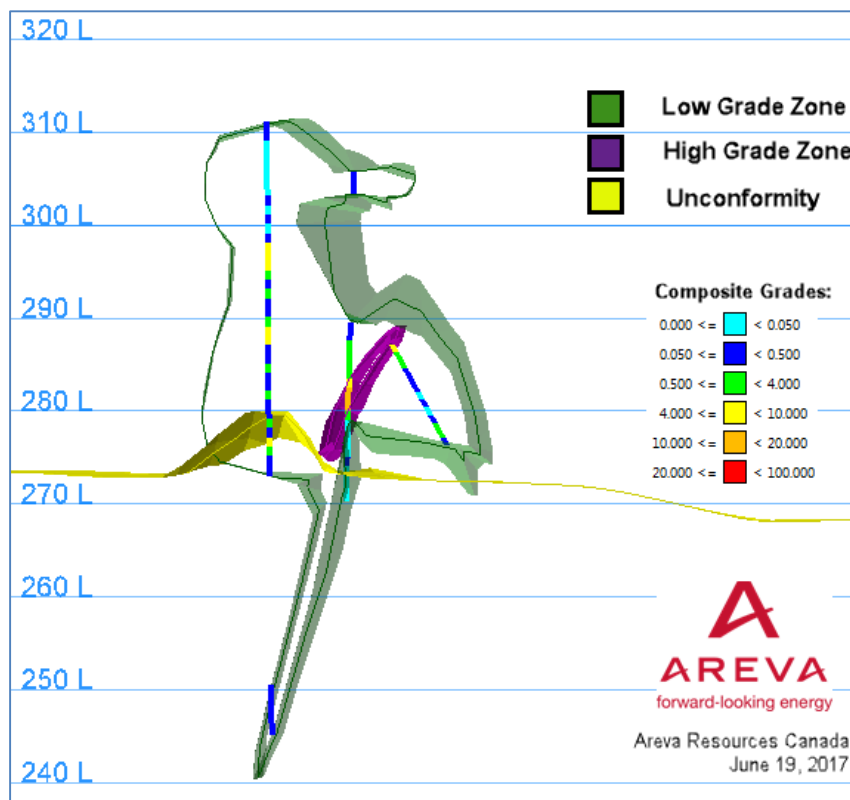 320 L
310 L
300 L
290 L
280 L
270 L
260 L
250 L
240 L
Low Grade Zone
High Grade Zone
Unconformity
Composite Grades:
0.000 <= < 0.050
0.050 <= < 0.500
0.500 <= < 4.000
4.000 <= < 10.000
10.000 <= < 20.000
20.000 <= < 100.000
AREVA
forward-looking energy
Areva Resources Canada
June 19, 2017